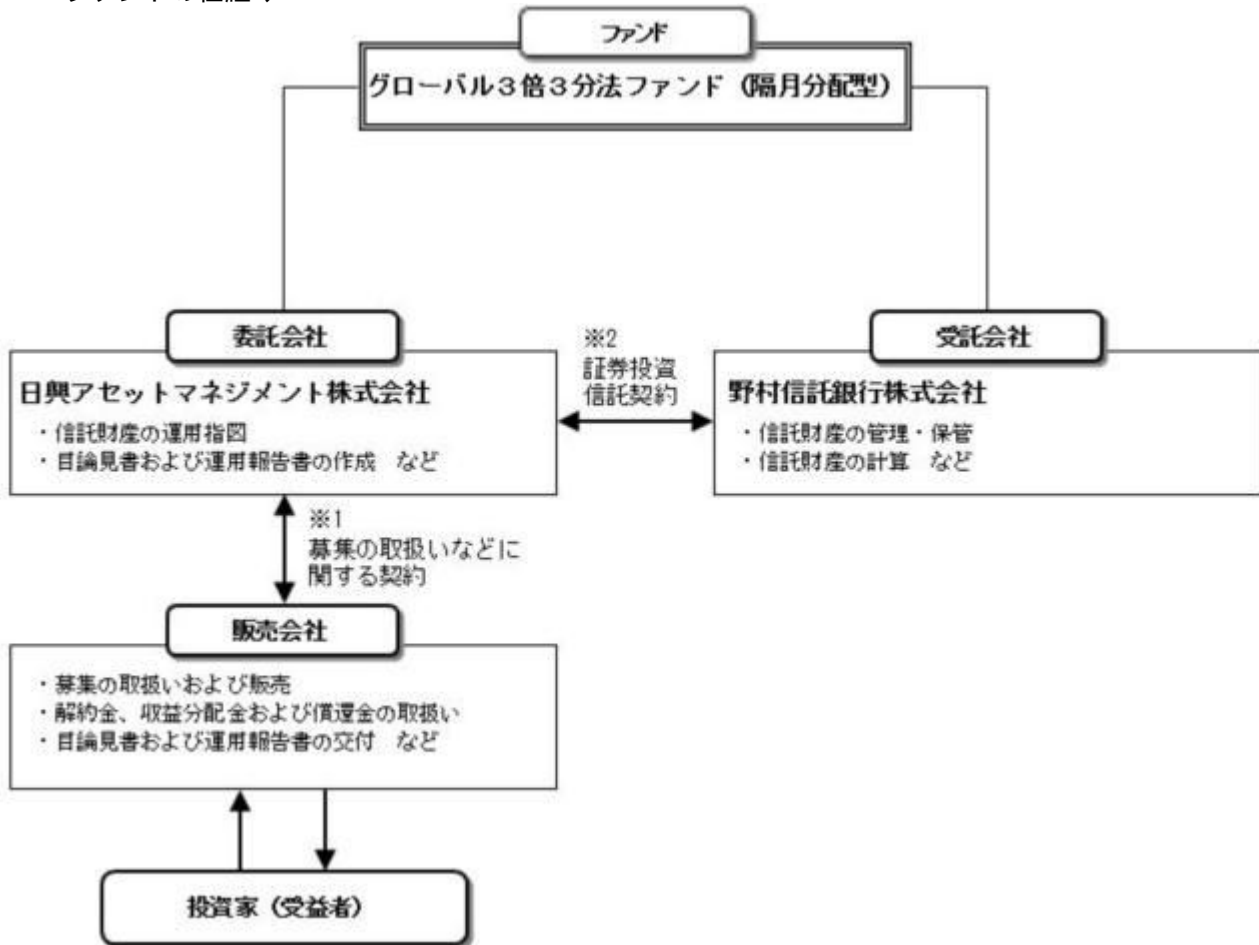 ファンド
グローバル3倍3分法ファンド(隔月分配型)
委託会社
日興アセットマネジメント株式会社
・信託財産の運用指図
・目論見書および運用報告書の作成 など
※2
証券投資
信託契約
受託会社
野村信託銀行株式会社
・信託財産の管理・保管
・信託財産の計算 など
※1
募集の取扱いなどに
関する契約
販売会社
・募集の取扱いおよび販売
・解約金、収益分配金および償還金の取扱い
・目論見書および運用報告書の交付 など
投資家(受益者)